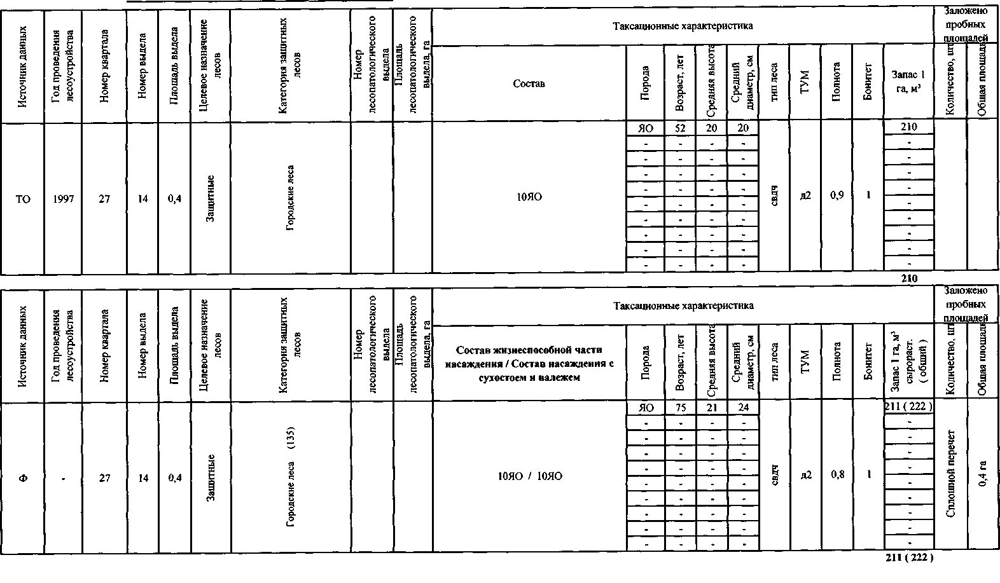 Источник данных
Год проведения лесоустройства
Номер квартала
Номер выдела
Площадь выдела
Целевое назначение лесов
Категория защитных лесов
Номер лесопатологического выдела
Площадь лесопатологического выдела, га
Таксационные характеристика
Заложено пробных площадей
Состав
Порода
Возраст, лет
Средняя высота
Средний диаметр, см
тип леса
ТУМ
Полнота
Бонитет
Запас 1 га, м³
Количество, шт
Общая площадь
ТО 1997 27 14 0,4 Защитные Городские леса 10ЯО ЯО 52 20 20 свдч д2 0,9 1 210
- - - - -
- - - - -
- - - - -
- - - - -
- - - - -
- - - - -
- - - - -
- - - - -
- - - - -
210
Источник данных
Год проведения лесоустройства
Номер квартала
Номер выдела
Площадь выдела
Целевое назначение лесов
Категория защитных лесов
Номер лесопатологического выдела
Площадь лесопатологического выдела, га
Таксационные характеристика
Заложено пробных площадей
Состав жизнеспособной части
насаждения / Состав насаждения с
сухостоем и валежем
Порода
Возраст, лет
Средняя высота
Средний диаметр, см
тип леса
ТУМ
Полнота
Бонитет
Запас 1 га, м³ сырораст. ( общий )
Количество, шт
Общая площадь
Ф - 27 14 0,4 Защитные Городские леса (135) 10ЯО / 10ЯО ЯО 75 21 24 свдч д2 0,8 1 211 ( 222 ) Сплошной перечет 0,4 га
- - - - -
- - - - -
- - - - -
- - - - -
- - - - -
- - - - -
- - - - -
- - - - -
- - - - -
211 ( 222 )